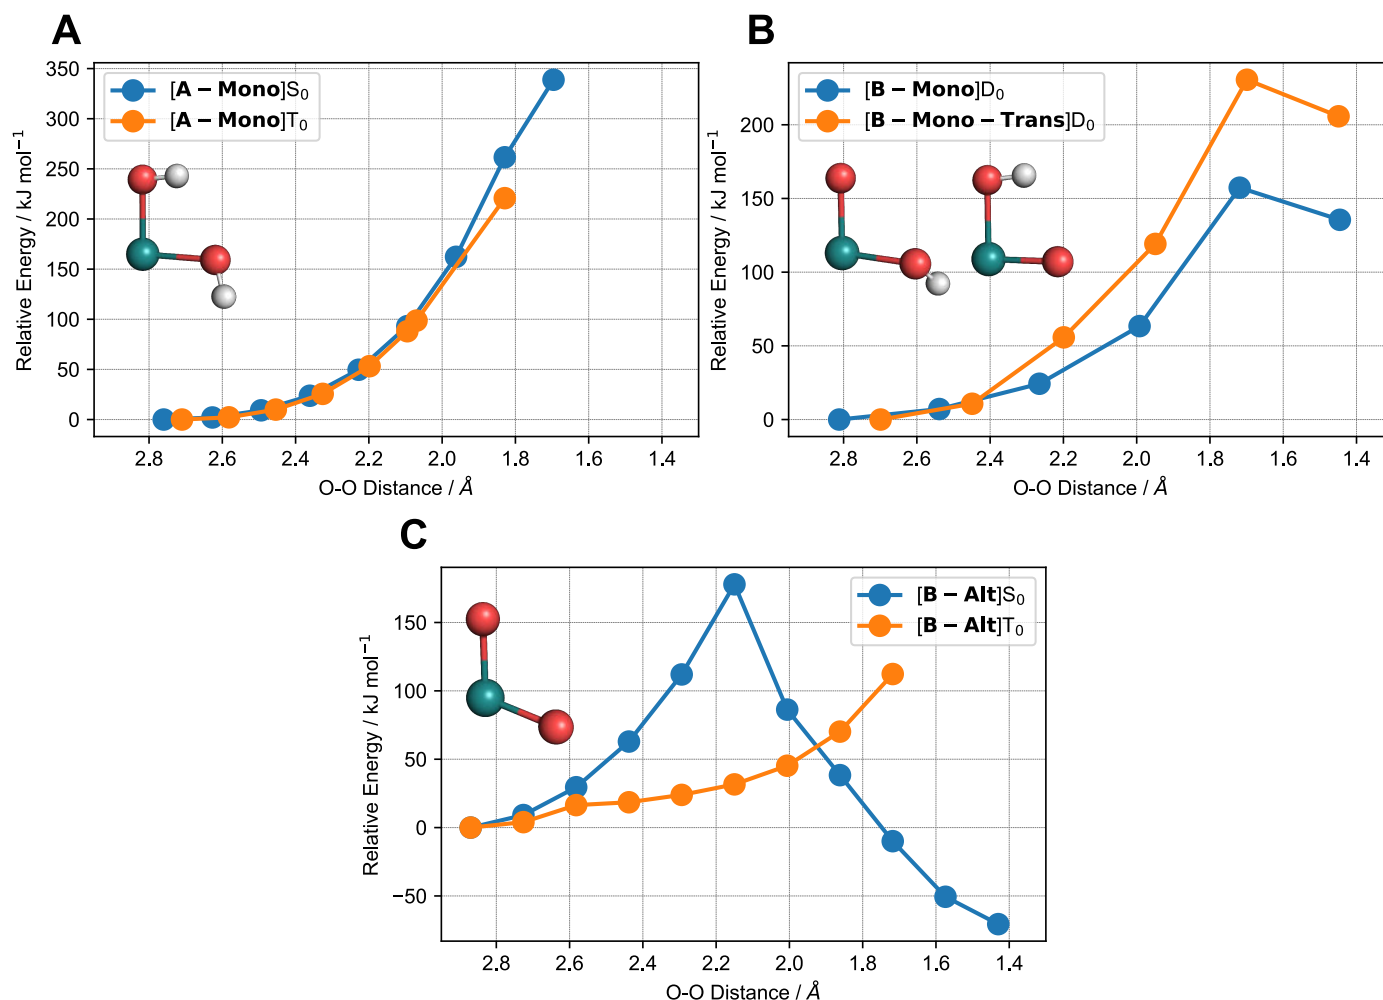 A
Relative Energy / kJ mol⁻¹
350
300
250
200
150
100
50
0
[A – Mono]S₀
[A – Mono]T₀
2.8 2.6 2.4 2.2 2.0 1.8 1.6 1.4
O-O Distance / Å
B
Relative Energy / kJ mol⁻¹
200
150
100
50
0
[B – Mono]D₀
[B – Mono – Trans]D₀
2.8 2.6 2.4 2.2 2.0 1.8 1.6 1.4
O-O Distance / Å
C
Relative Energy / kJ mol⁻¹
150
100
50
0
−50
[B – Alt]S₀
[B – Alt]T₀
2.8 2.6 2.4 2.2 2.0 1.8 1.6 1.4
O-O Distance / Å